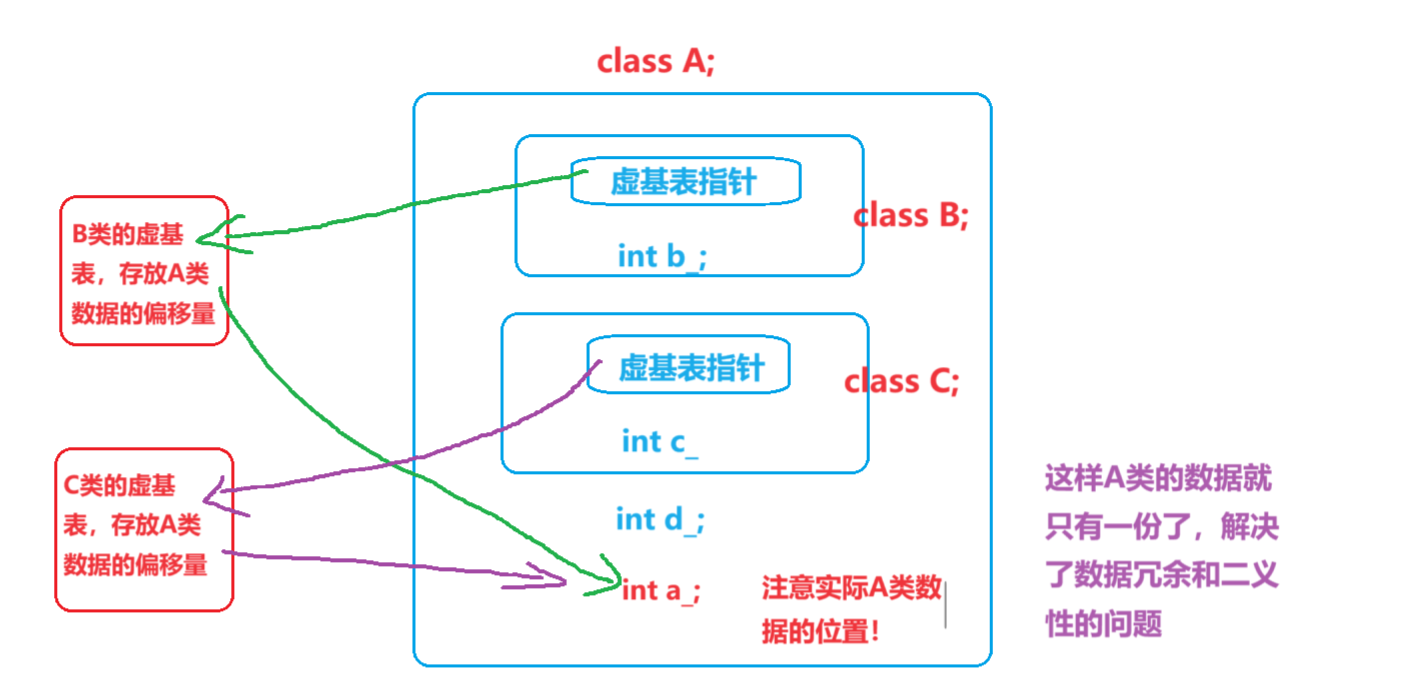 class A;
虚基表指针
class B;
int b_;
B类的虚基
表，存放A类
数据的偏移量
虚基表指针
class C;
int c_
C类的虚基
表，存放A类
数据的偏移量
int d_;
int a_;
注意实际A类数
据的位置！
这样A类的数据就
只有一份了，解决
了数据冗余和二义
性的问题